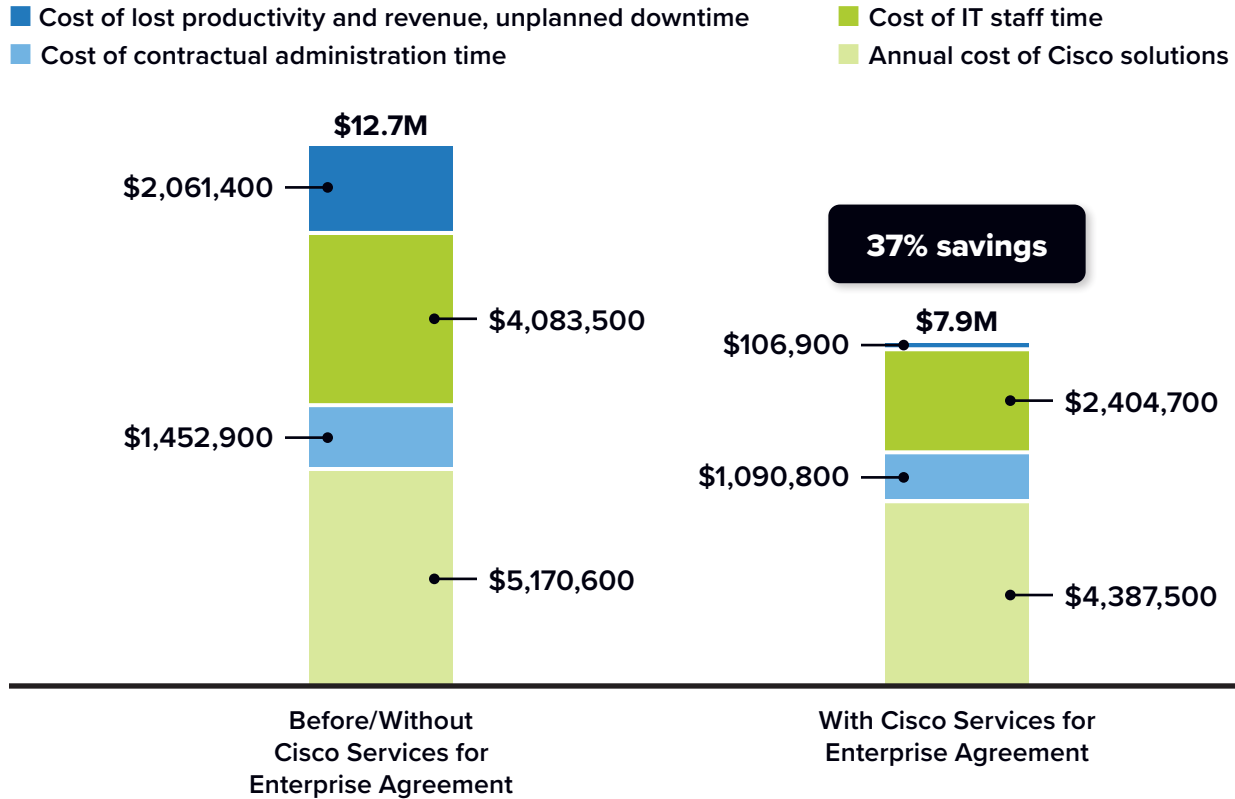 Cost of lost productivity and revenue, unplanned downtime
Cost of IT staff time
Cost of contractual administration time
Annual cost of Cisco solutions
$12.7M
$2,061,400
$4,083,500
$1,452,900
$5,170,600
Before/Without
Cisco Services for
Enterprise Agreement
37% savings
$7.9M
$106,900
$2,404,700
$1,090,800
$4,387,500
With Cisco Services for
Enterprise Agreement